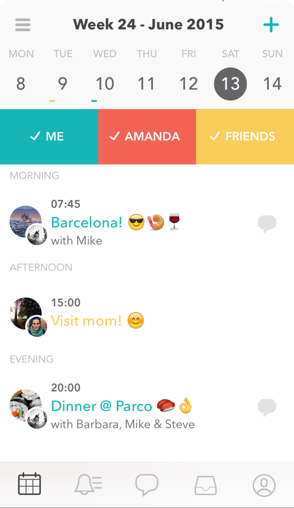 Week 24 - June 2015
MON TUE WED THU FRI SAT SUN
8 9 10 11 12 13 14
ME AMANDA FRIENDS
MORNING
07:45
Barcelona! 😎🐌🍷
with Mike
AFTERNOON
15:00
Visit mom! 😊
EVENING
20:00
Dinner @ Parco 🍣👌
with Barbara, Mike & Steve